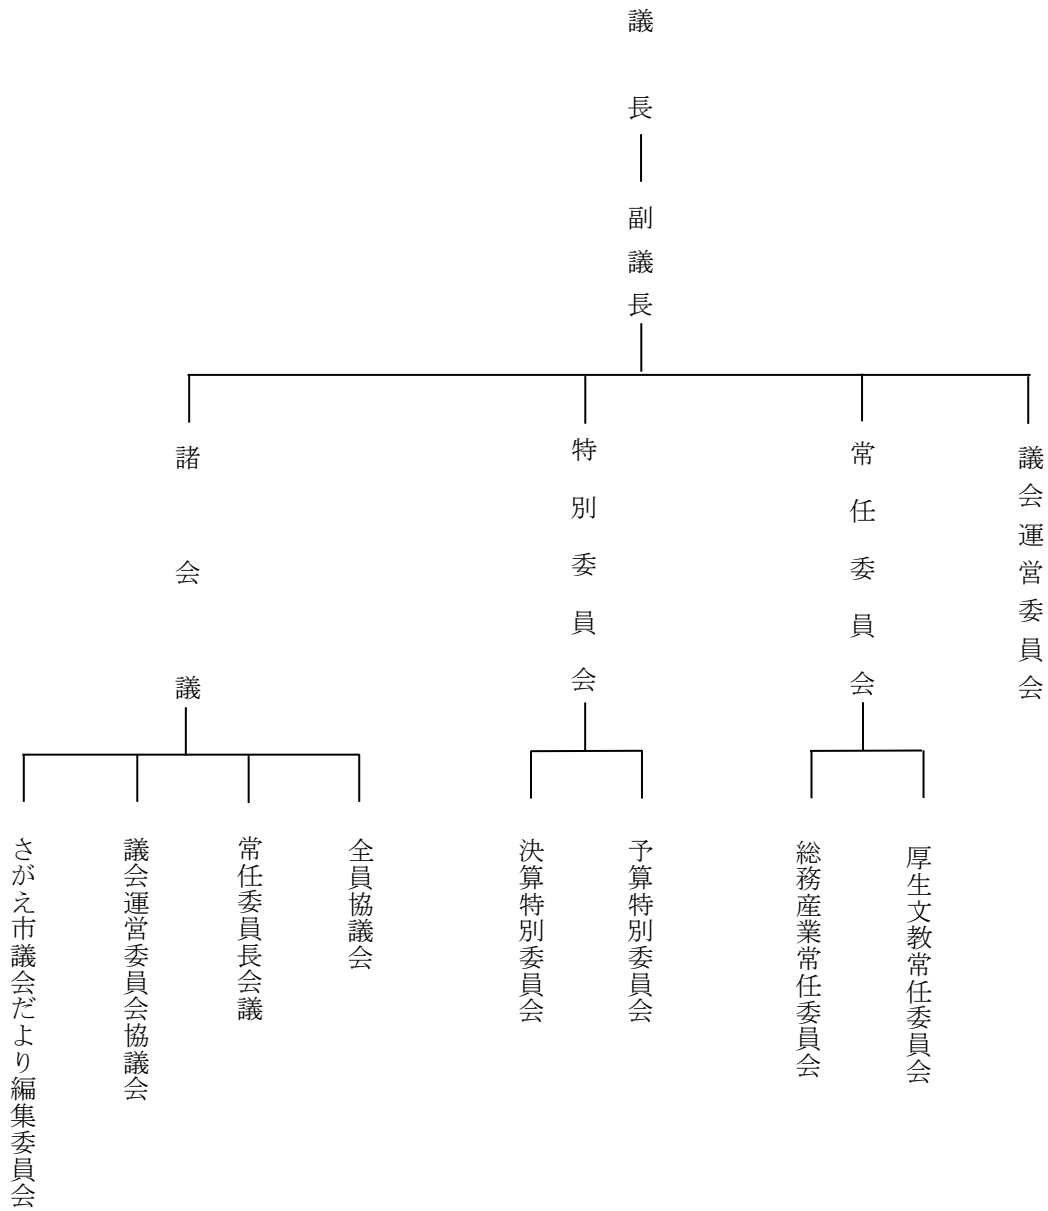 議長
副議長
議会運営委員会
常任委員会
特別委員会
諸会議
厚生文教常任委員会
総務産業常任委員会
予算特別委員会
決算特別委員会
全員協議会
常任委員長会議
議会運営委員会協議会
さがえ市議会だより編集委員会